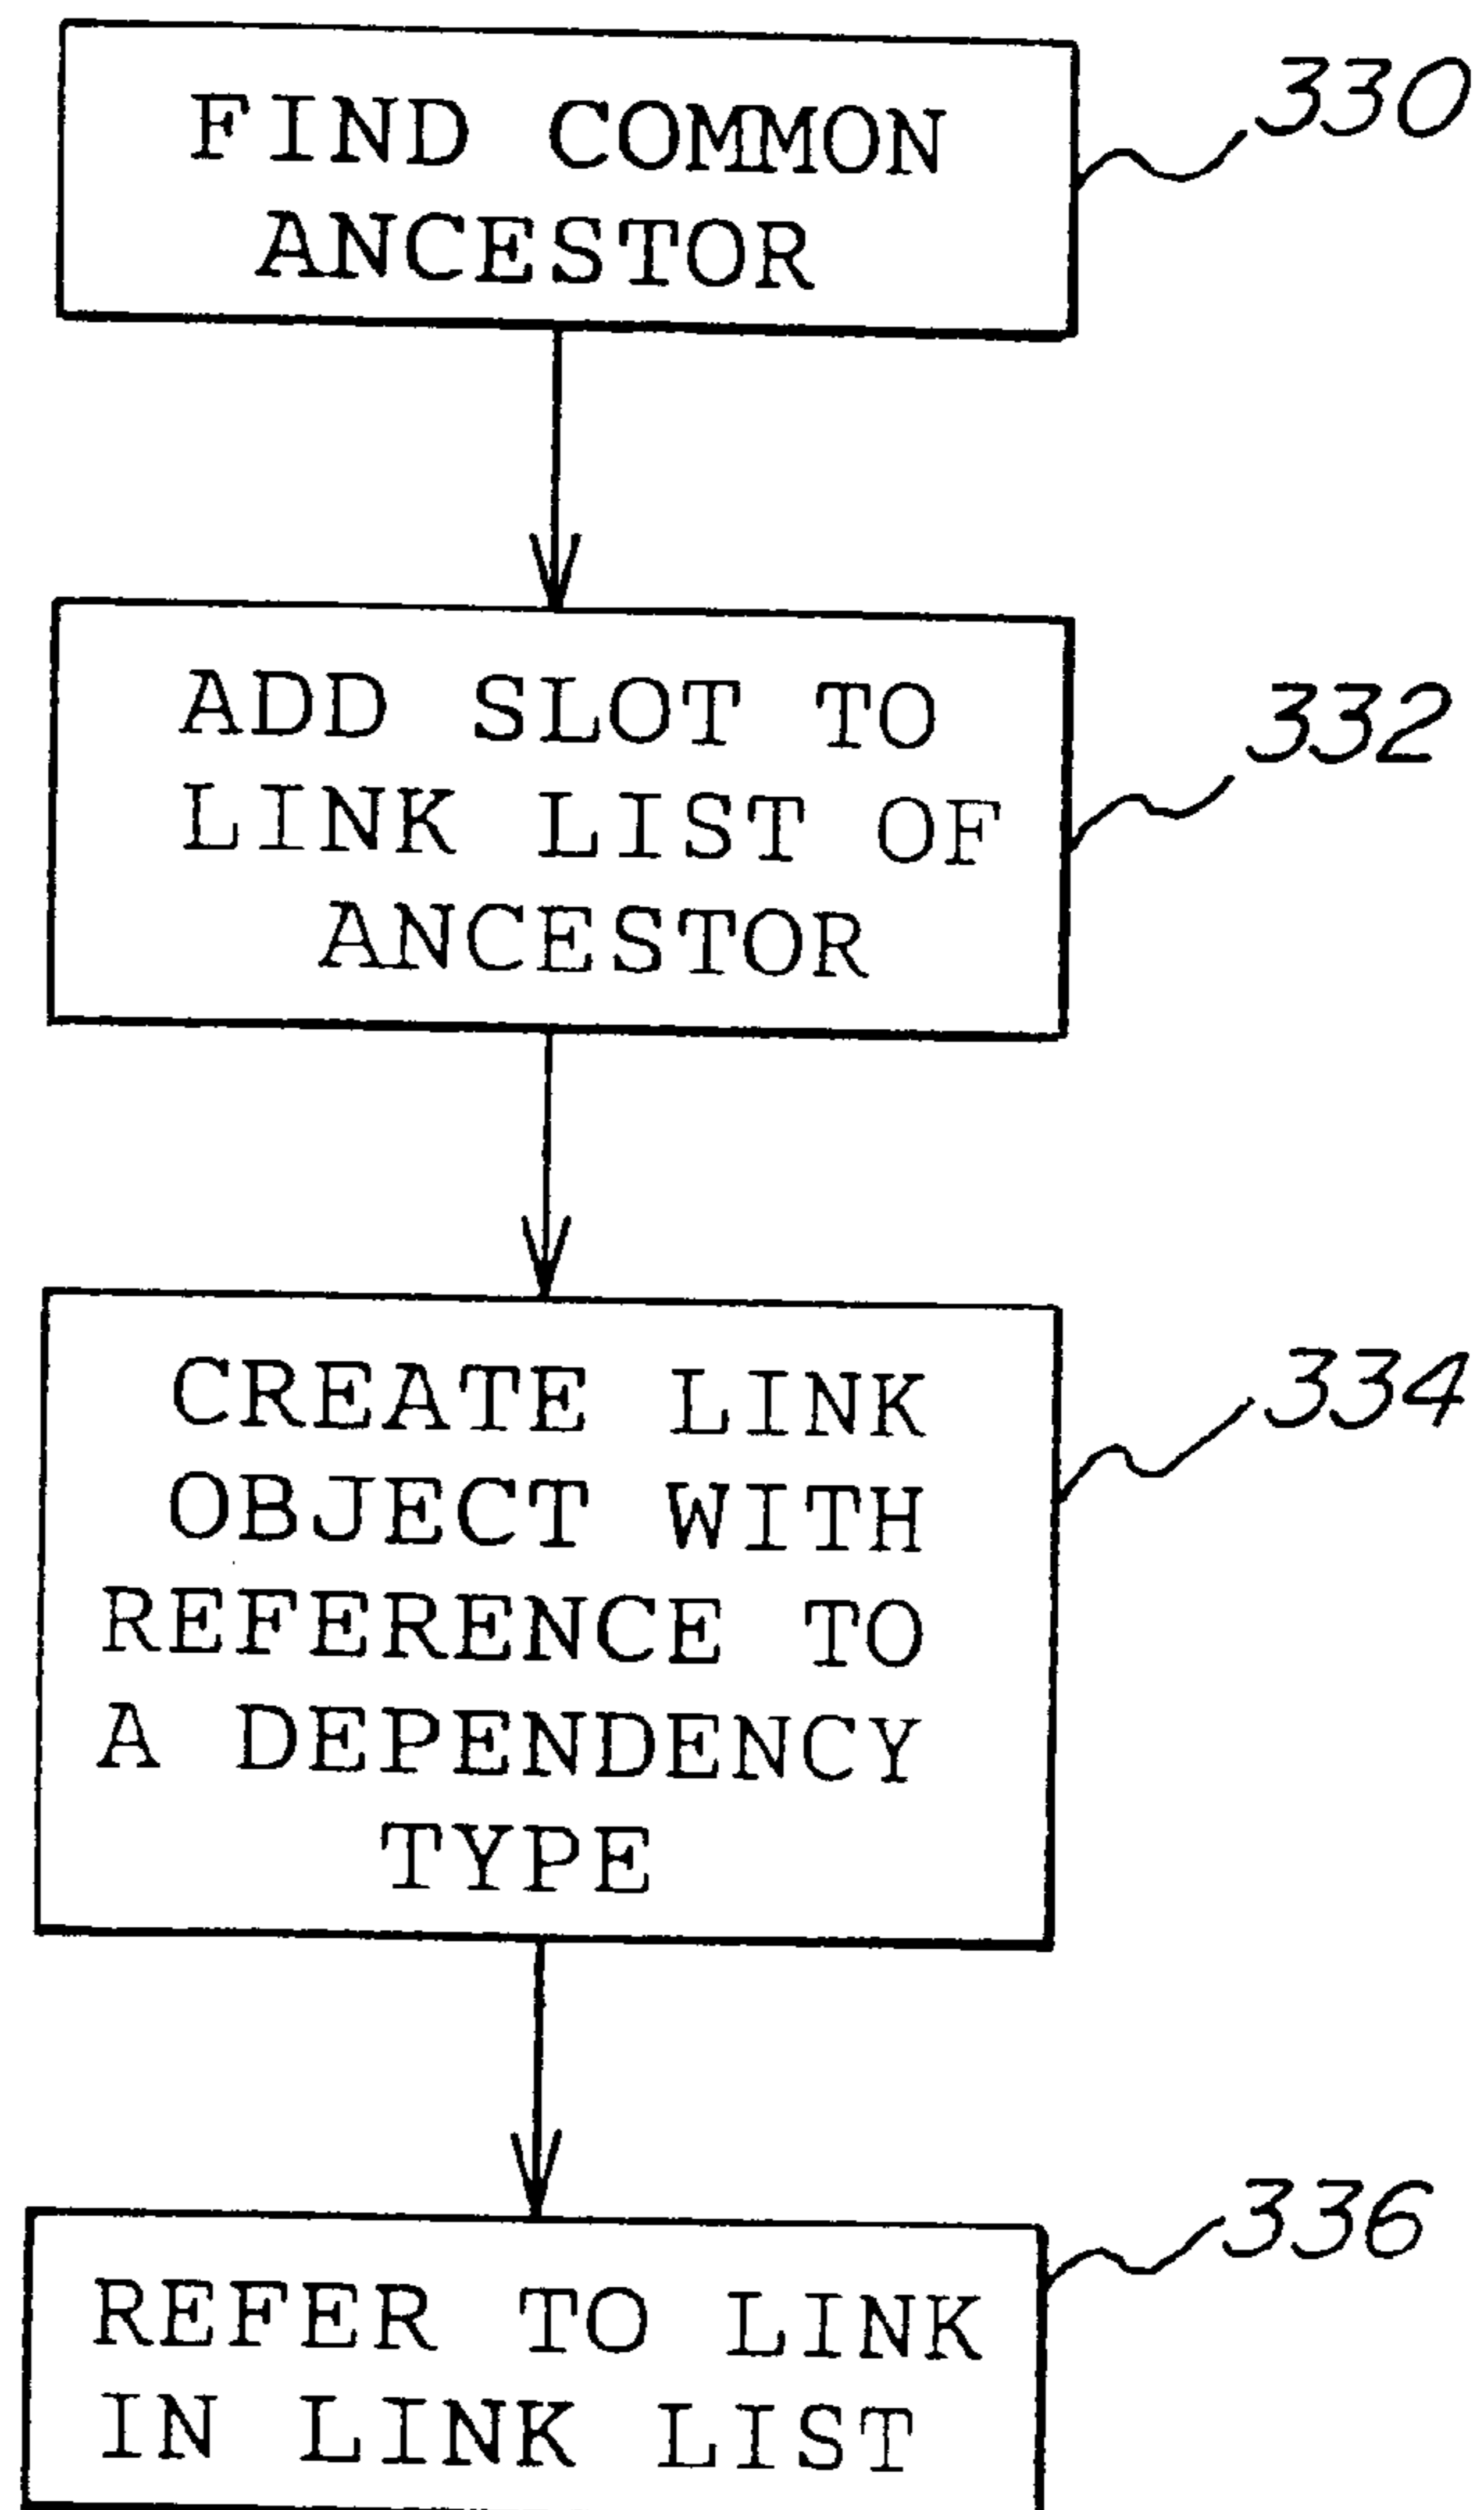 FIND COMMON
ANCESTOR
330
ADD SLOT TO
LINK LIST OF
ANCESTOR
332
CREATE LINK
OBJECT WITH
REFERENCE TO
A DEPENDENCY
TYPE
334
REFER TO LINK
IN LINK LIST
336